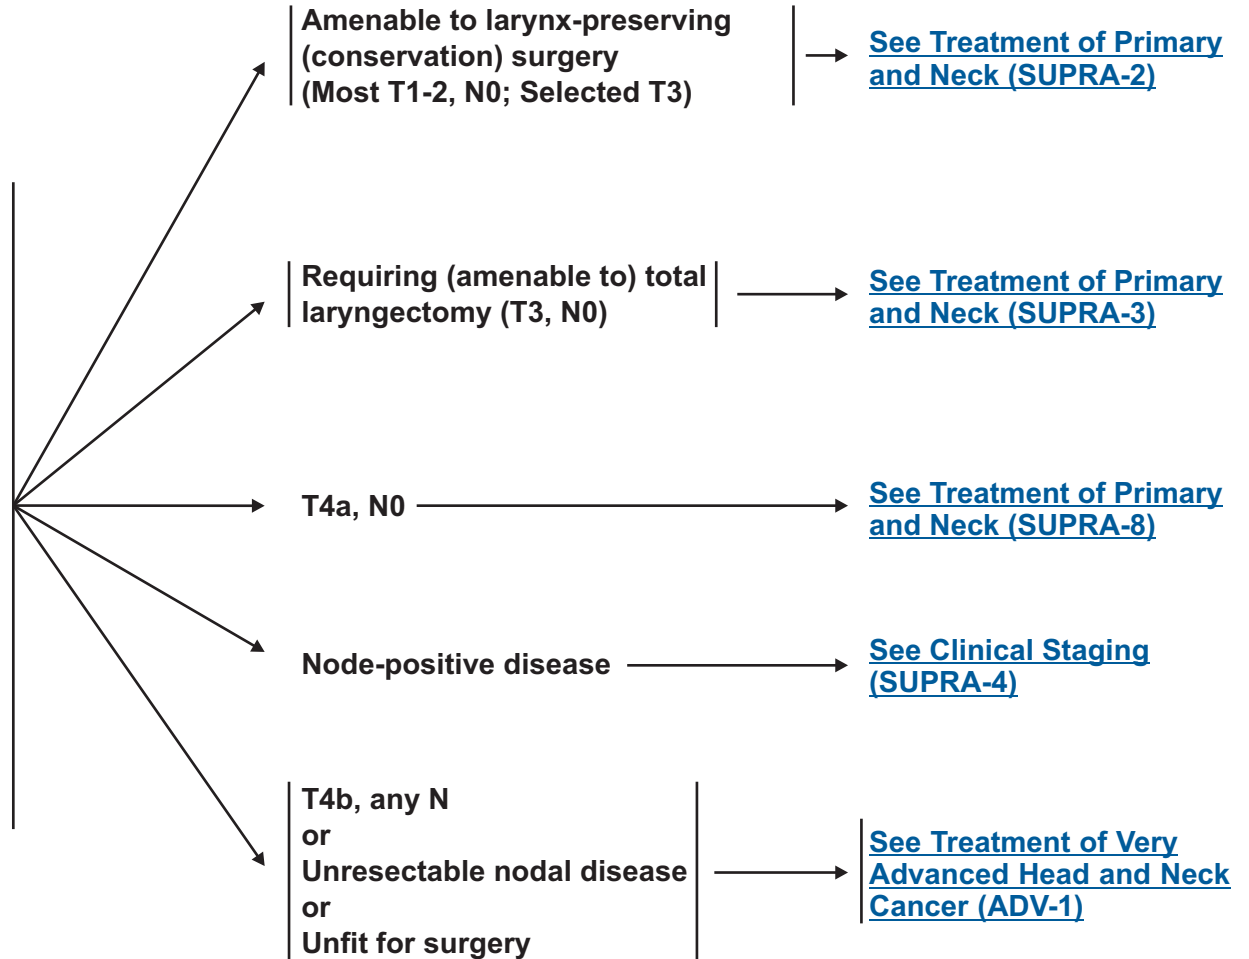 Amenable to larynx-preserving
(conservation) surgery
(Most T1-2, N0; Selected T3)
See Treatment of Primary
and Neck (SUPRA-2)
Requiring (amenable to) total
laryngectomy (T3, N0)
See Treatment of Primary
and Neck (SUPRA-3)
T4a, N0
See Treatment of Primary
and Neck (SUPRA-8)
Node-positive disease
See Clinical Staging
(SUPRA-4)
T4b, any N
or
Unresectable nodal disease
or
Unfit for surgery
See Treatment of Very
Advanced Head and Neck
Cancer (ADV-1)